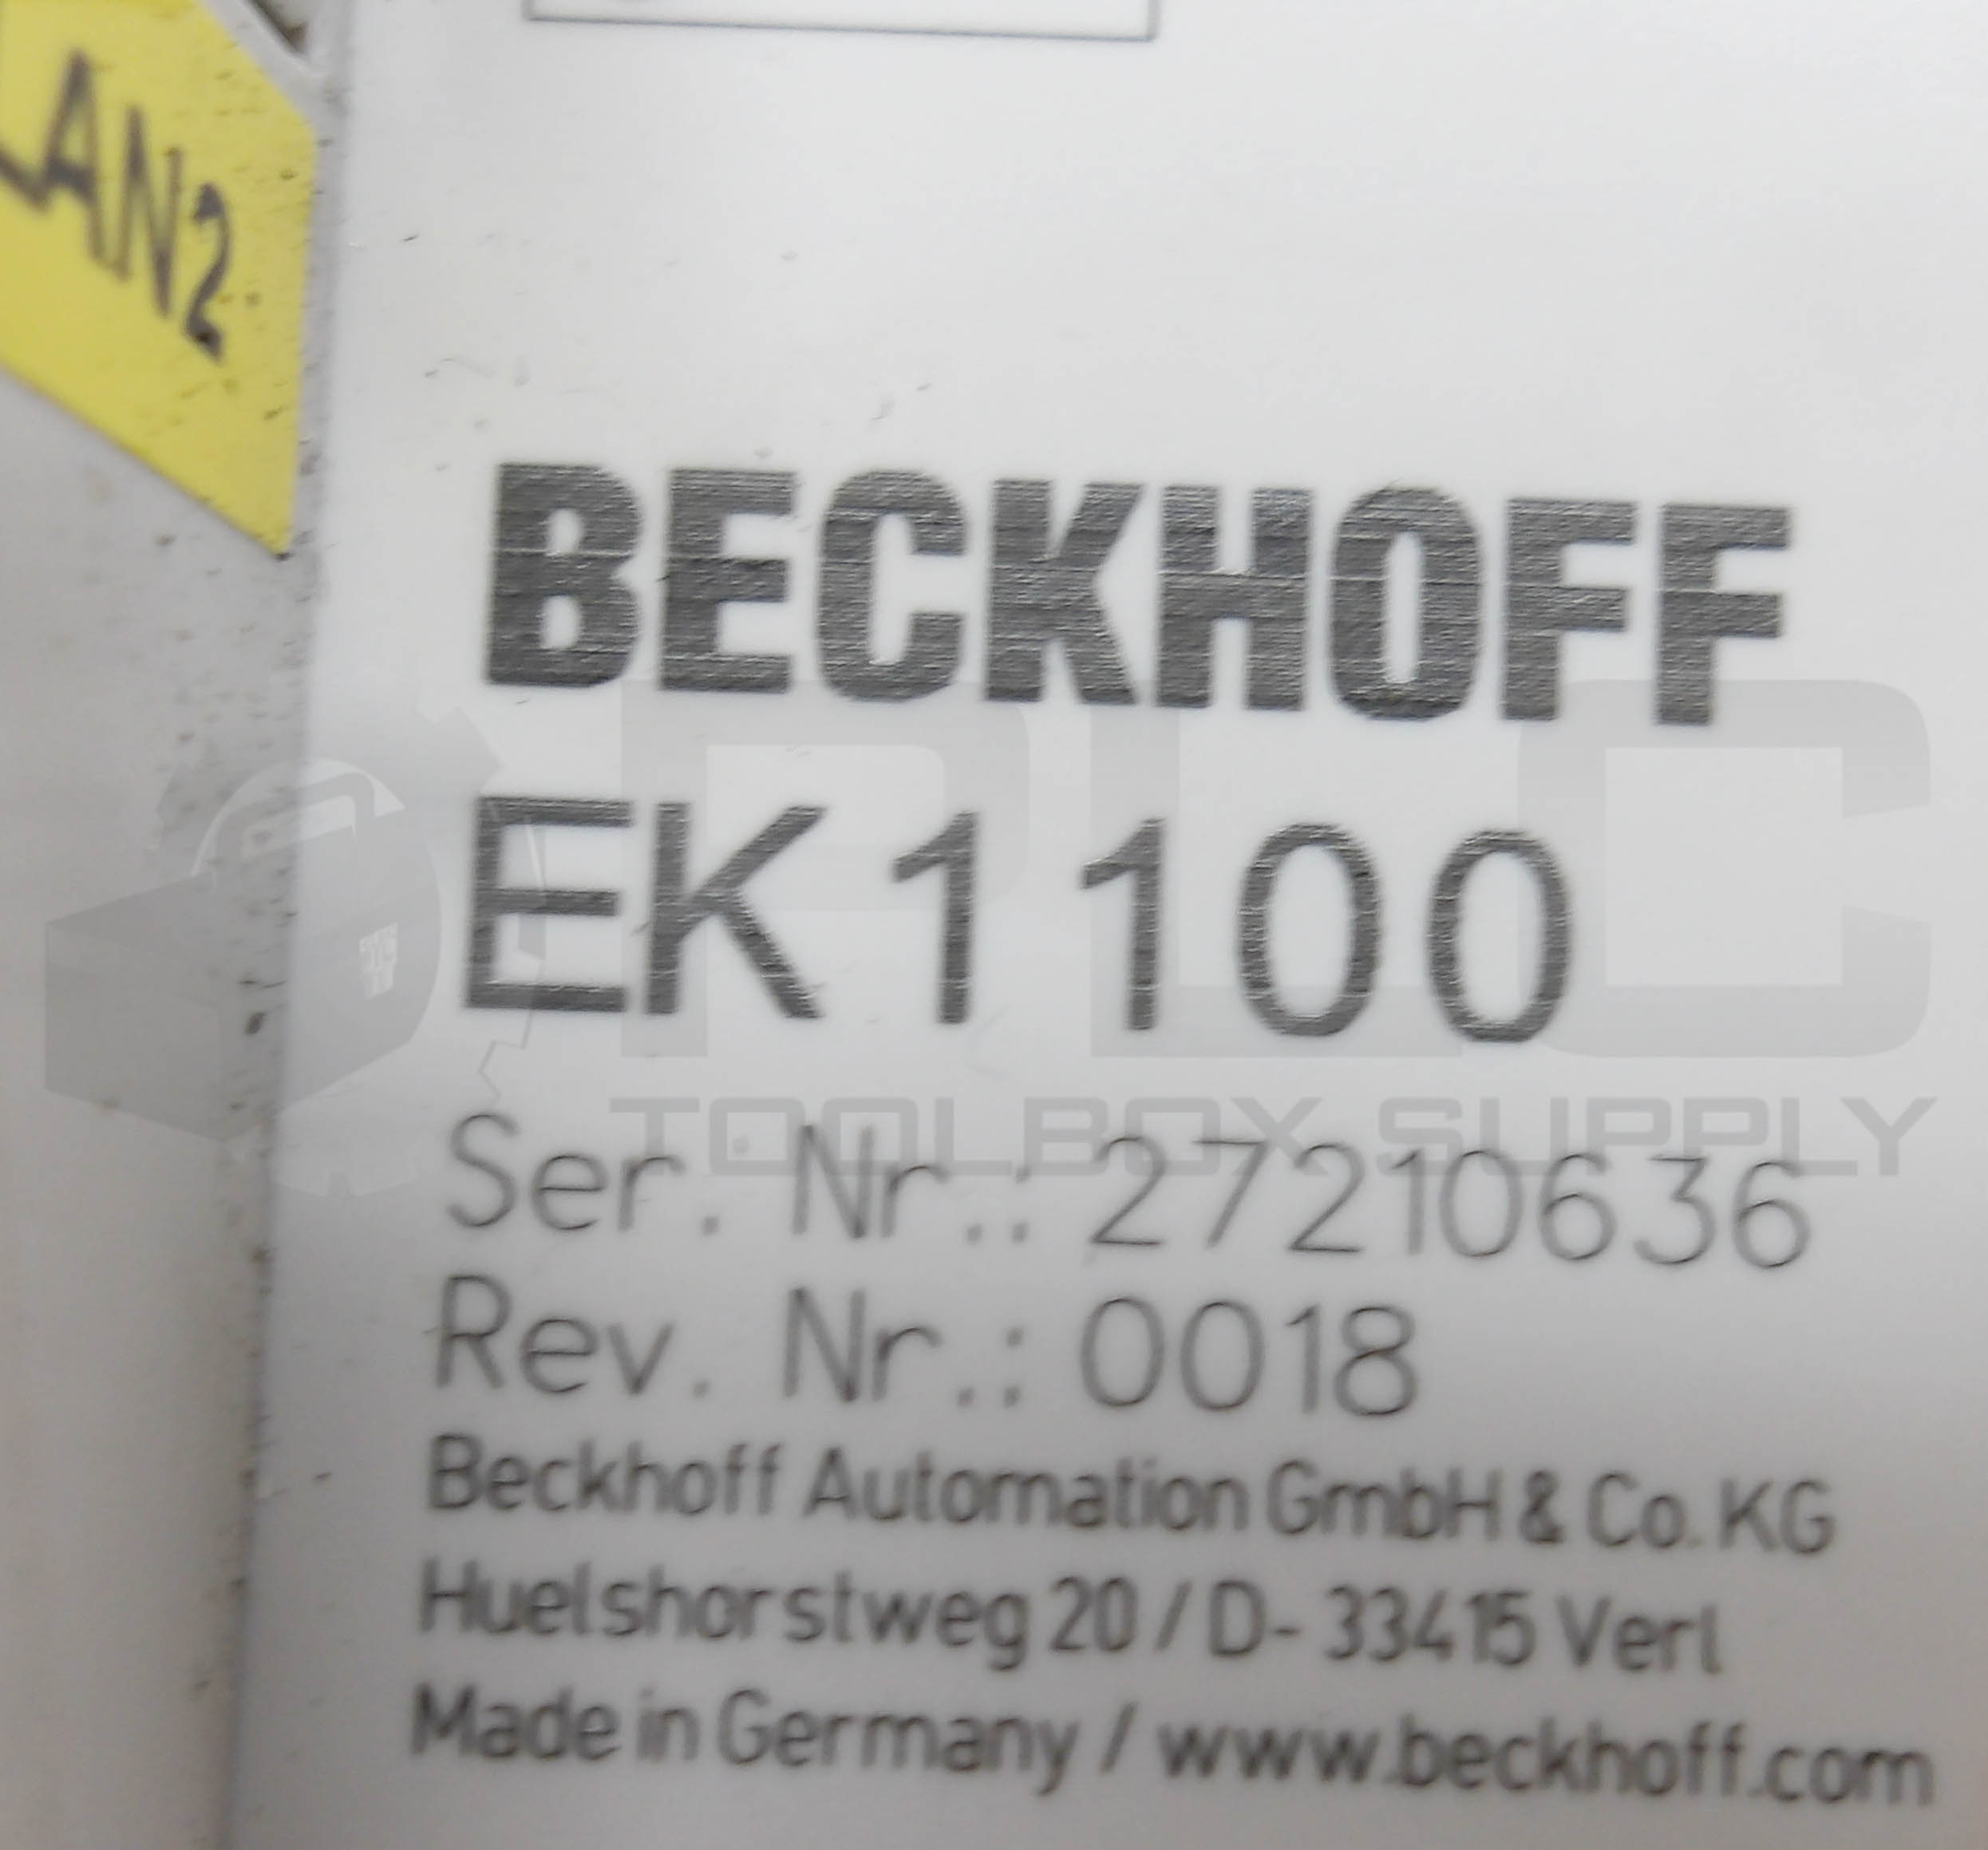 LAN2
BECKHOFF
EK1100
PLC
TOOLBOX SUPPLY
Ser. Nr.: 27210636
Rev. Nr.: 0018
Beckhoff Automation GmbH & Co. KG
Huelshorstweg 20 / D- 33415 Verl
Made in Germany / www.beckhoff.com